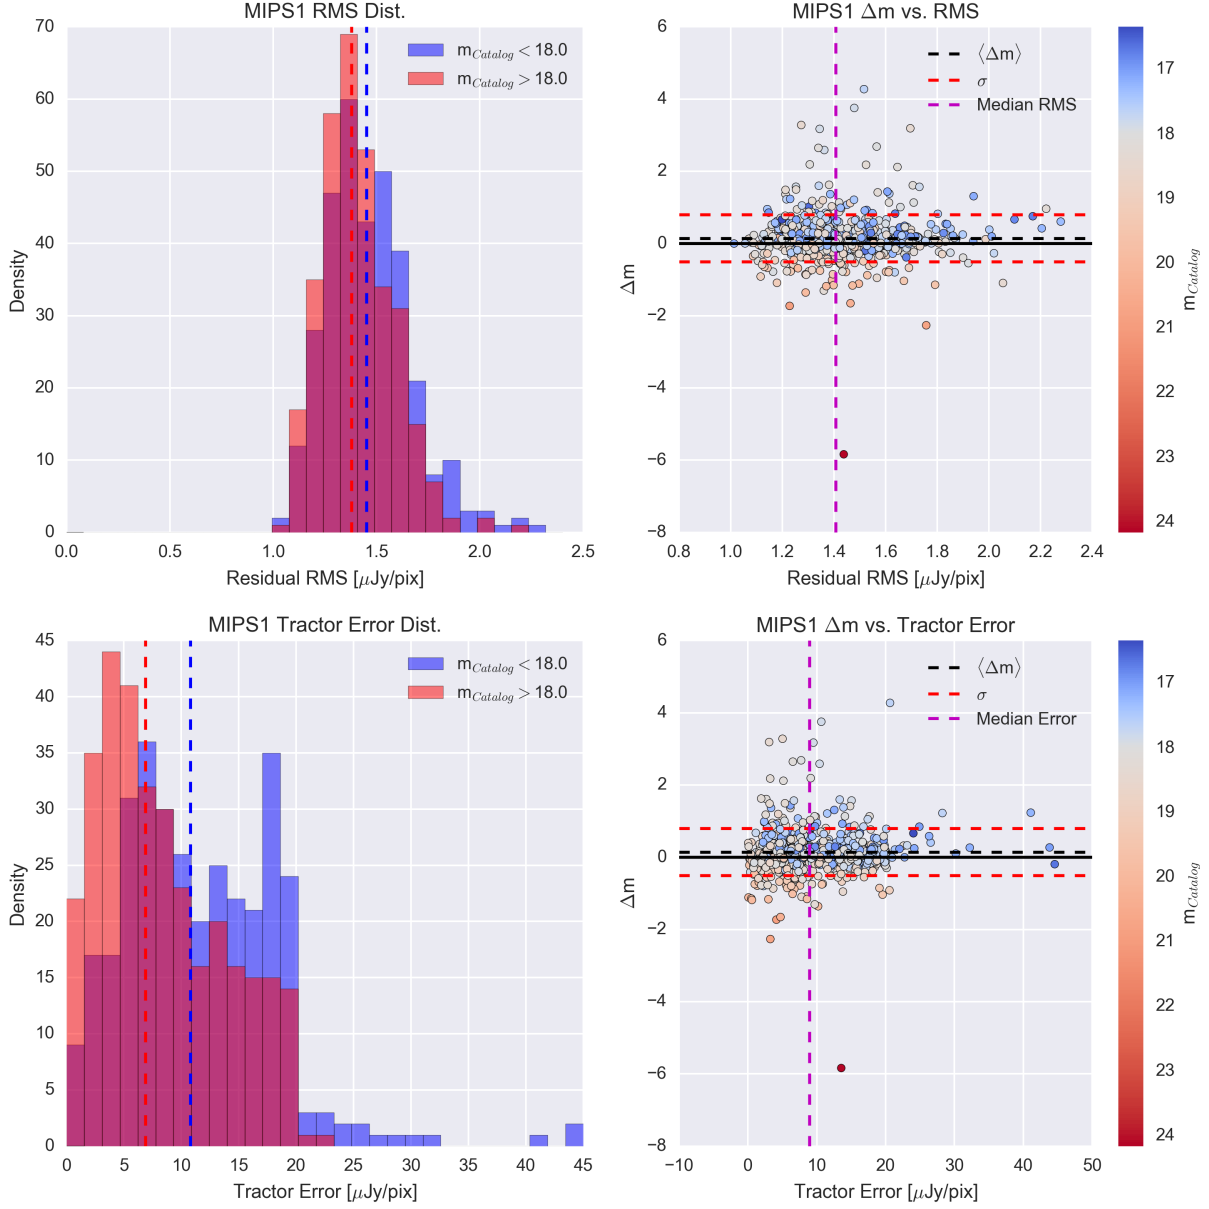 MIPS1 RMS Dist.
70
60
50
40
30
20
10
0
Density
m_Catalog < 18.0
m_Catalog > 18.0
0.0 0.5 1.0 1.5 2.0 2.5
Residual RMS [μJy/pix]
MIPS1 Δm vs. RMS
6
4
2
0
−2
−4
−6
−8
Δm
⟨Δm⟩
σ
Median RMS
0.8 1.0 1.2 1.4 1.6 1.8 2.0 2.2 2.4
Residual RMS [μJy/pix]
17
18
19
20
21
22
23
24
m_Catalog
MIPS1 Tractor Error Dist.
45
40
35
30
25
20
15
10
5
0
Density
m_Catalog < 18.0
m_Catalog > 18.0
0 5 10 15 20 25 30 35 40 45
Tractor Error [μJy/pix]
MIPS1 Δm vs. Tractor Error
6
4
2
0
−2
−4
−6
−8
Δm
⟨Δm⟩
σ
Median Error
−10 0 10 20 30 40 50
Tractor Error [μJy/pix]
17
18
19
20
21
22
23
24
m_Catalog